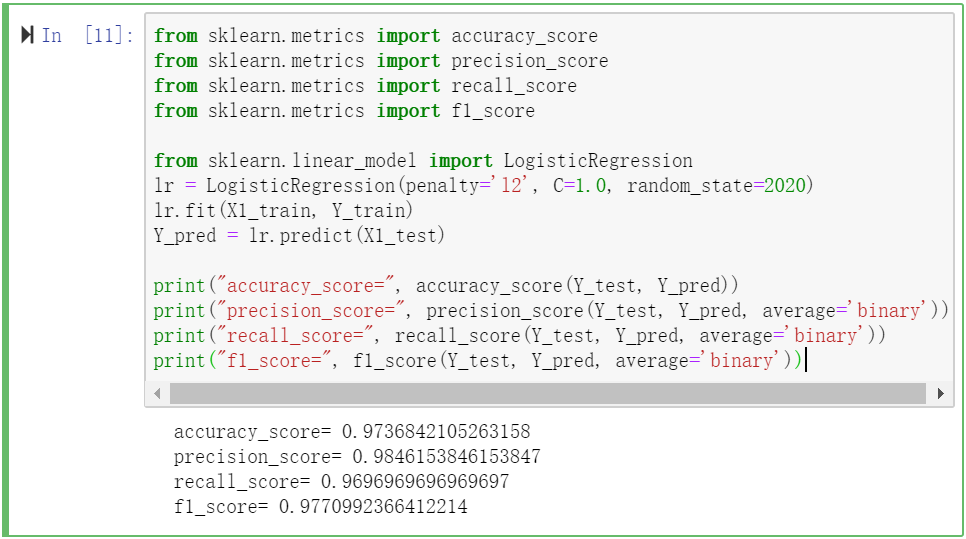 In [11]:
from sklearn.metrics import accuracy_score
from sklearn.metrics import precision_score
from sklearn.metrics import recall_score
from sklearn.metrics import f1_score
from sklearn.linear_model import LogisticRegression
lr = LogisticRegression(penalty='l2', C=1.0, random_state=2020)
lr.fit(X1_train, Y_train)
Y_pred = lr.predict(X1_test)
print("accuracy_score=", accuracy_score(Y_test, Y_pred))
print("precision_score=", precision_score(Y_test, Y_pred, average='binary'))
print("recall_score=", recall_score(Y_test, Y_pred, average='binary'))
print("f1_score=", f1_score(Y_test, Y_pred, average='binary'))
accuracy_score= 0.9736842105263158
precision_score= 0.9846153846153847
recall_score= 0.9696969696969697
f1_score= 0.9770992366412214